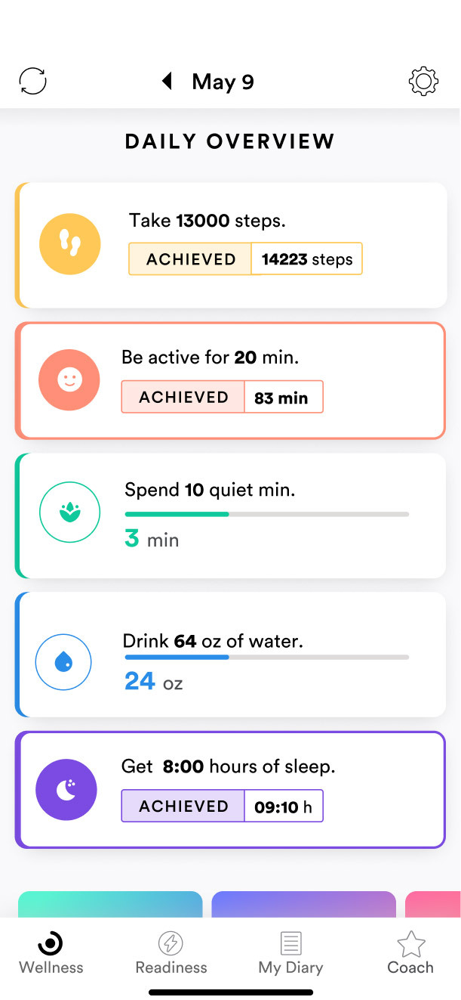 May 9
DAILY OVERVIEW
Take 13000 steps.
ACHIEVED 14223 steps
Be active for 20 min.
ACHIEVED 83 min
Spend 10 quiet min.
3 min
Drink 64 oz of water.
24 oz
Get 8:00 hours of sleep.
ACHIEVED 09:10 h
Wellness Readiness My Diary Coach